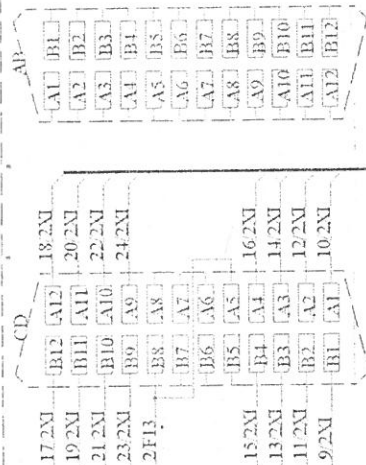 AB
B1 B2 B3 B4 B5 B6 B7 B8 B9 B10 B11 B12
A1 A2 A3 A4 A5 A6 A7 A8 A9 A10 A11 A12
18/2XI 20/2XI 22/2XI 24/2XI 16/2XI 14/2XI 12/2XI 10/2XI
CD
A12 A11 A10 A9 A8 A7 A6 A5 A4 A3 A2 A1
B12 B11 B10 B9 B8 B7 B6 B5 B4 B3 B2 B1
17/2XI 19/2XI 21/2XI 23/2XI 2F13 15/2XI 13/2XI 11/2XI 9/2XI